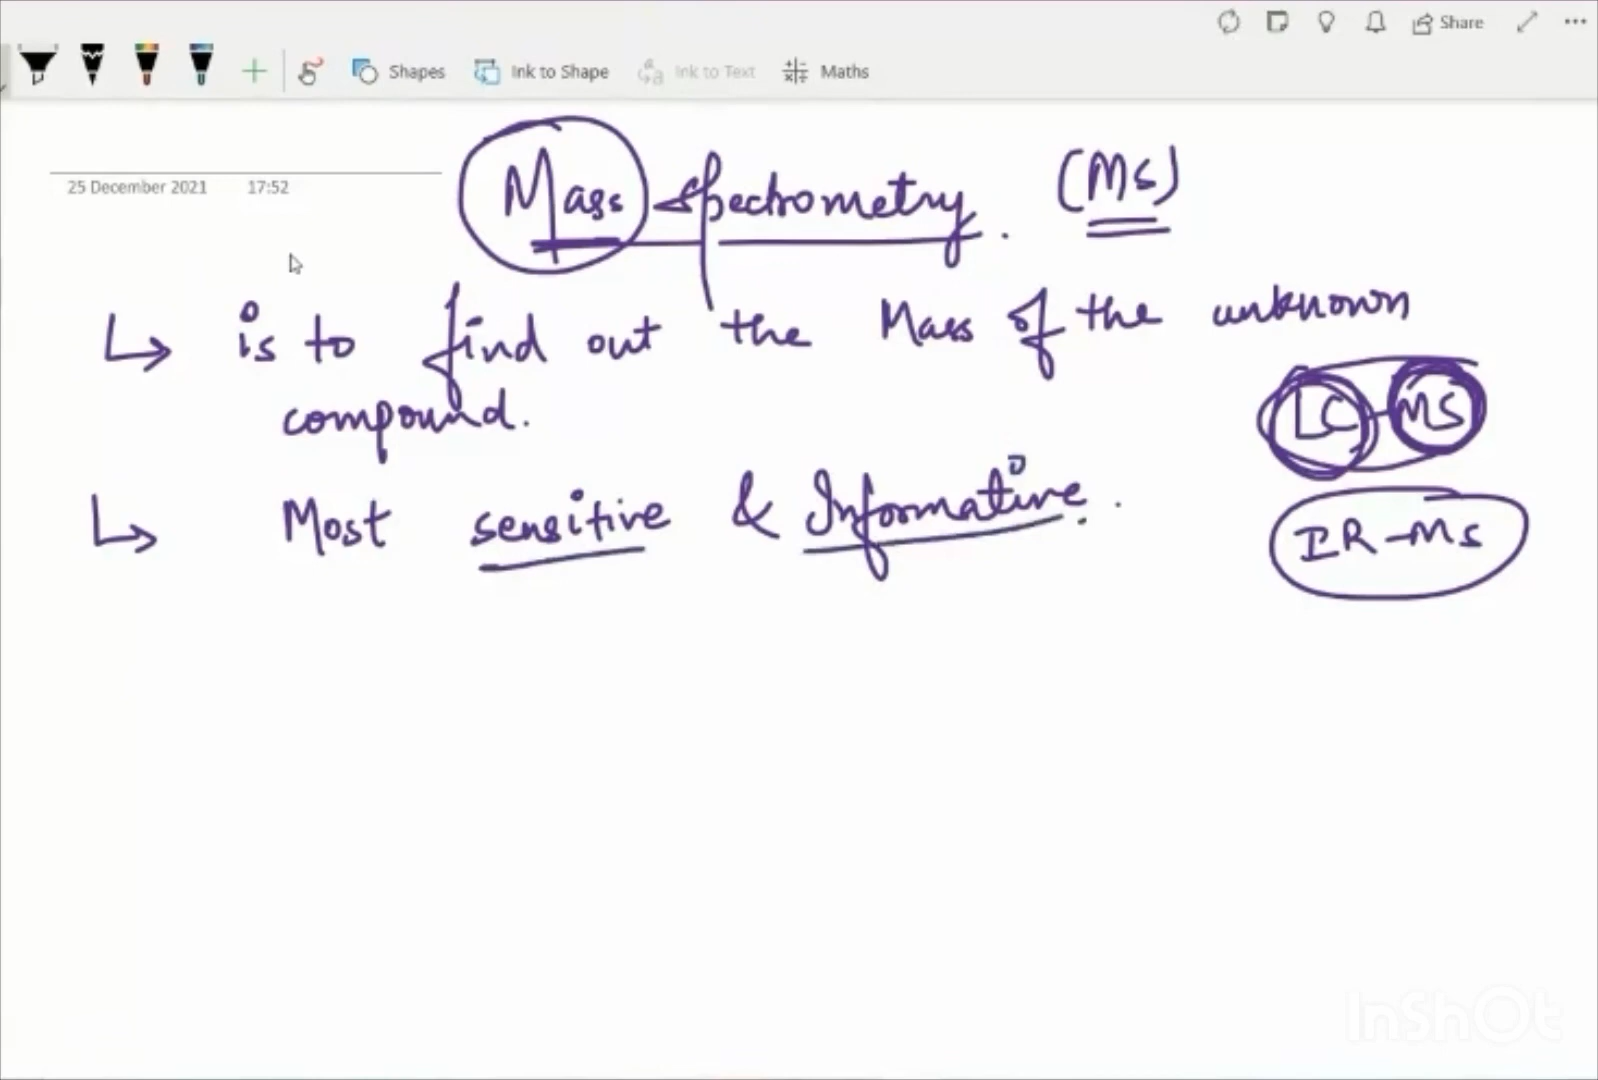 Share
Shapes Ink to Shape Ink to Text Maths
Mass spectrometry. (MS)
25 December 2021 17:52
is to find out the Mass of the unknown
compound.
LC-MS
Most sensitive & Informative.
IR-MS
InShOt